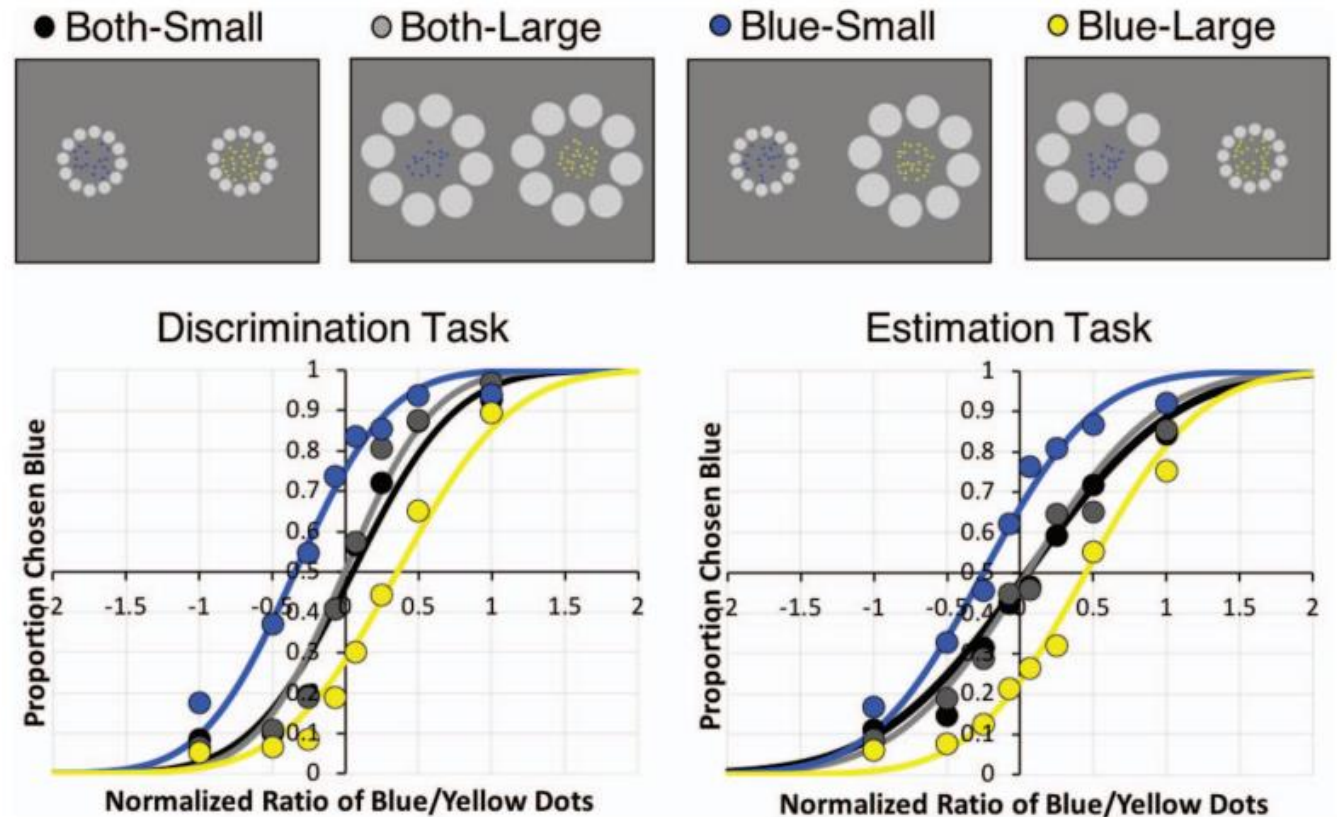 Both-Small Both-Large Blue-Small Blue-Large
Discrimination Task Estimation Task
Proportion Chosen Blue
1
0.9
0.8
0.7
0.6
0.5
0.4
0.3
0.2
0.1
0
-2 -1.5 -1 -0.5 0 0.5 1 1.5 2
Normalized Ratio of Blue/Yellow Dots
Proportion Chosen Blue
1
0.9
0.8
0.7
0.6
0.5
0.4
0.3
0.2
0.1
0
-2 -1.5 -1 -0.5 0 0.5 1 1.5 2
Normalized Ratio of Blue/Yellow Dots